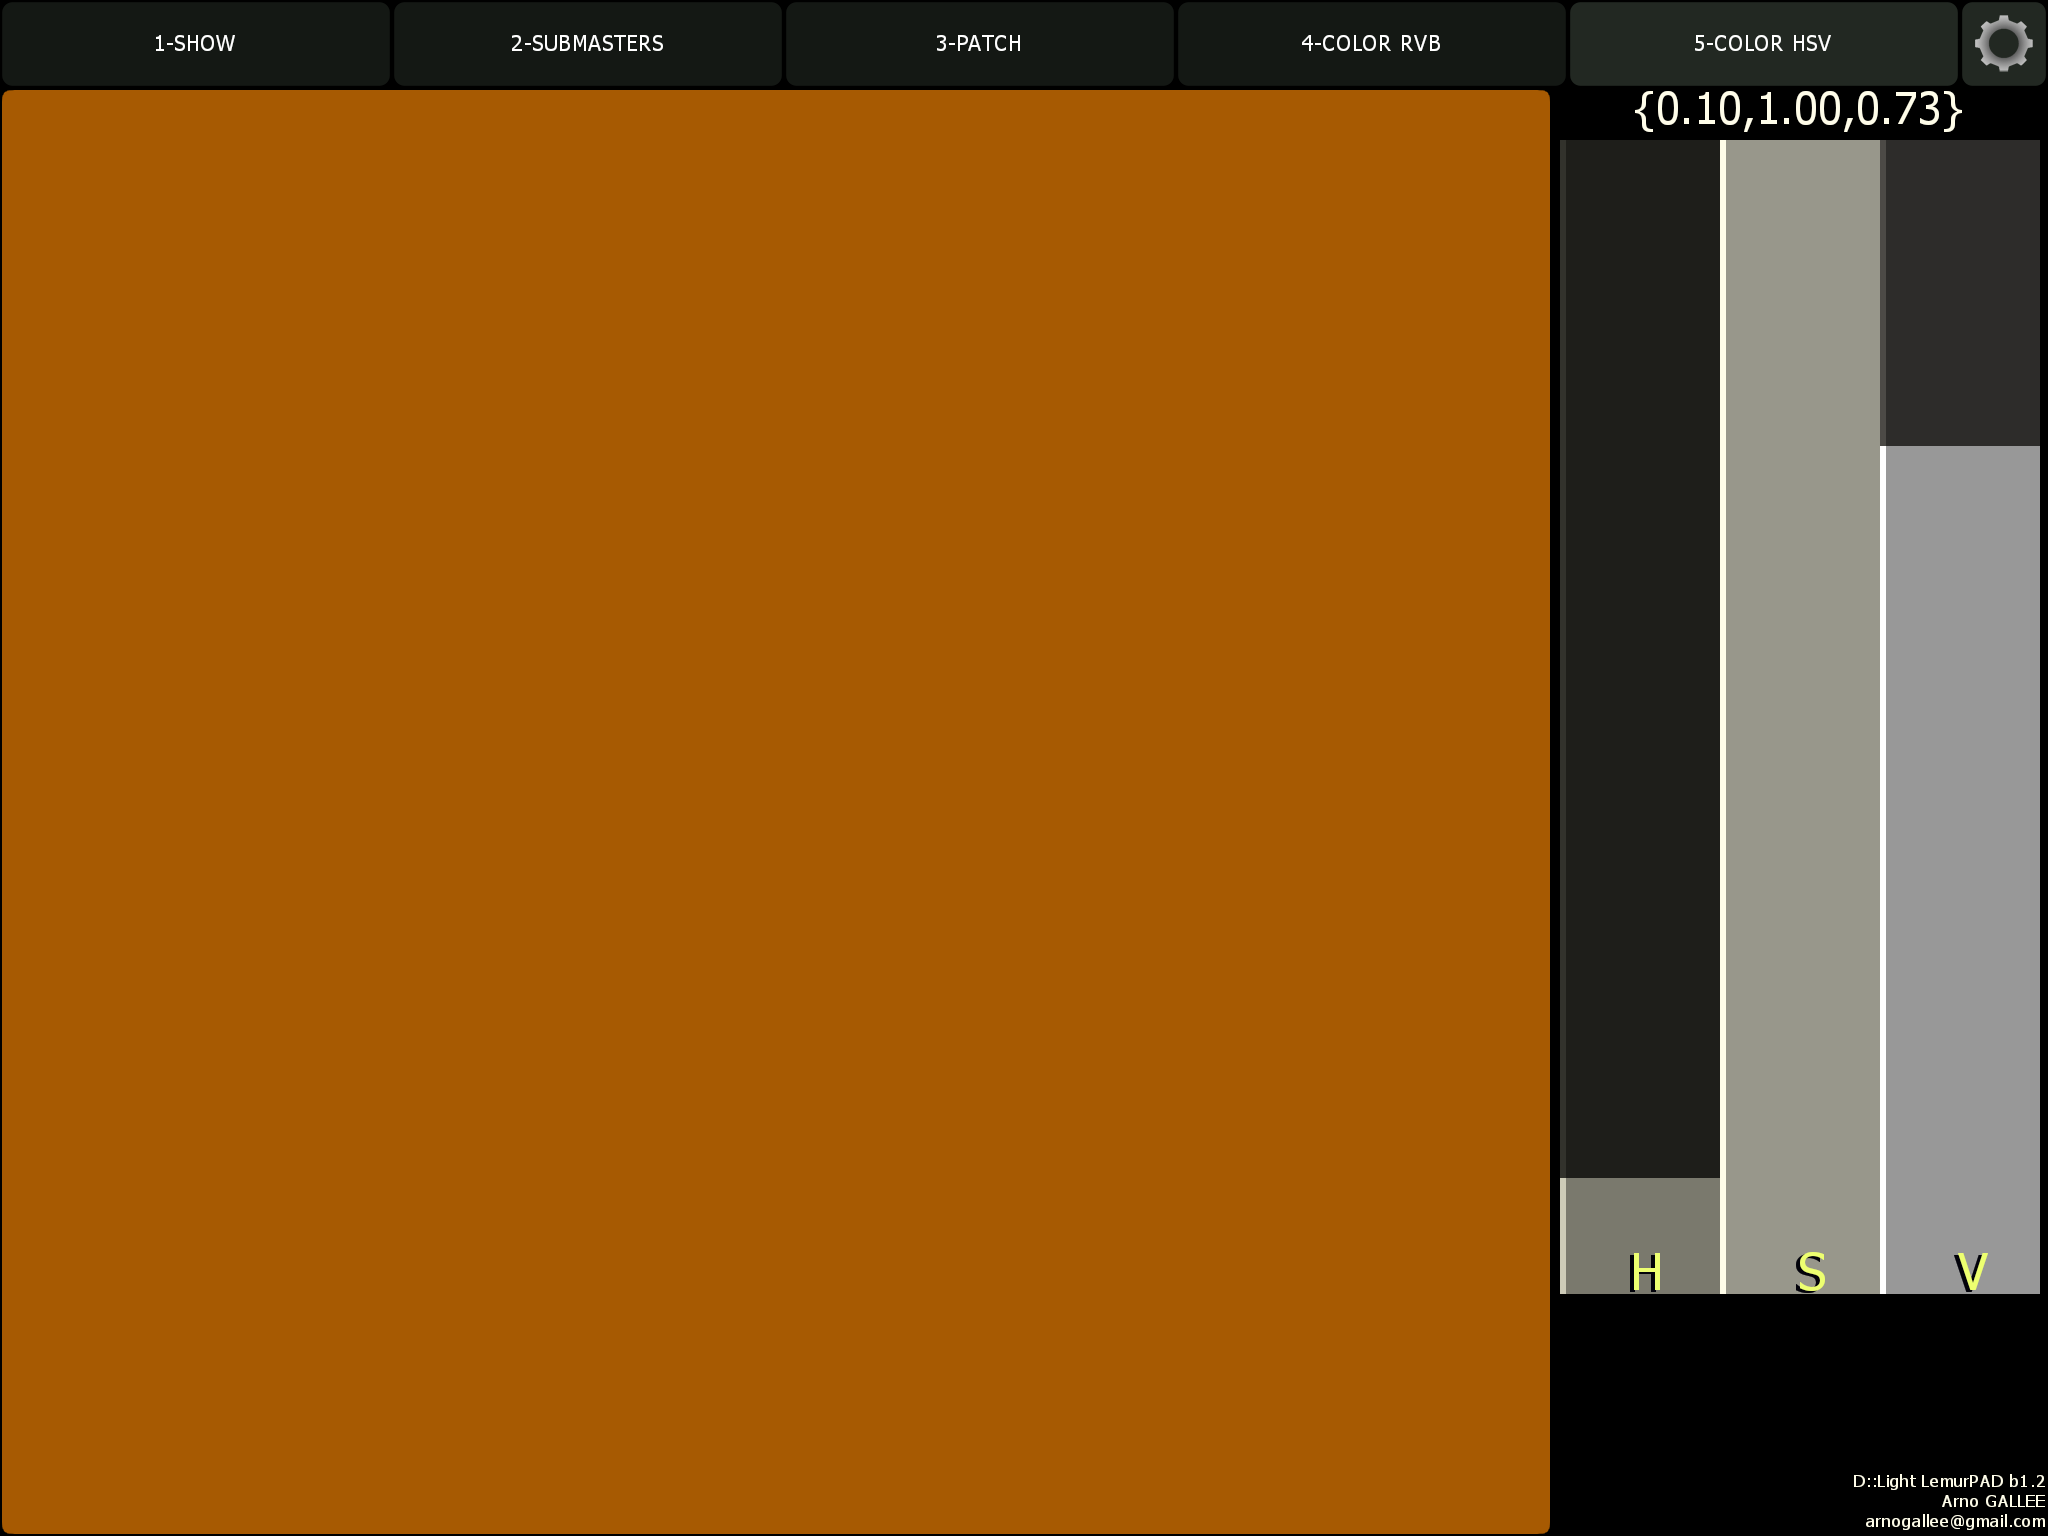 1-SHOW
2-SUBMASTERS
3-PATCH
4-COLOR RVB
5-COLOR HSV
{0.10,1.00,0.73}
H
S
V
D::Light LemurPAD b1.2
Arno GALLEE
arnogallee@gmail.com